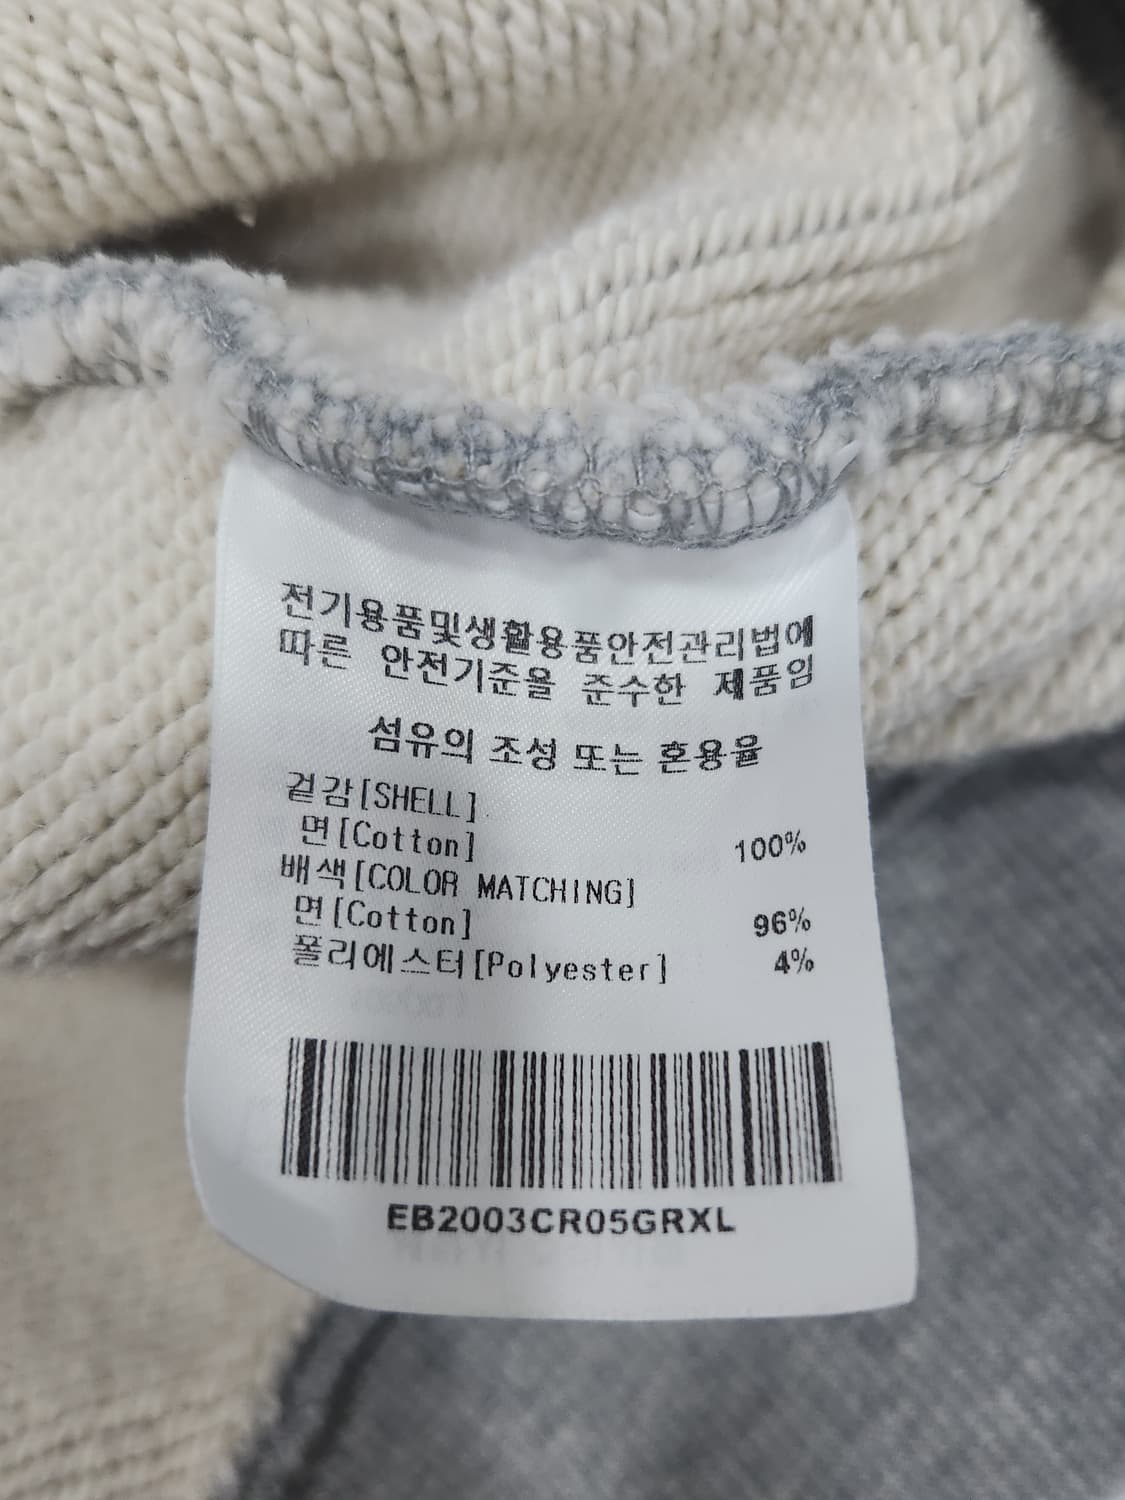 전기용품및생활용품안전관리법에
따른 안전기준을 준수한 제품임
섬유의 조성 또는 혼용율
겉감[SHELL]
면[Cotton] 100%
배색[COLOR MATCHING]
면[Cotton] 96%
폴리에스터[Polyester] 4%
EB2003CR05GRXL